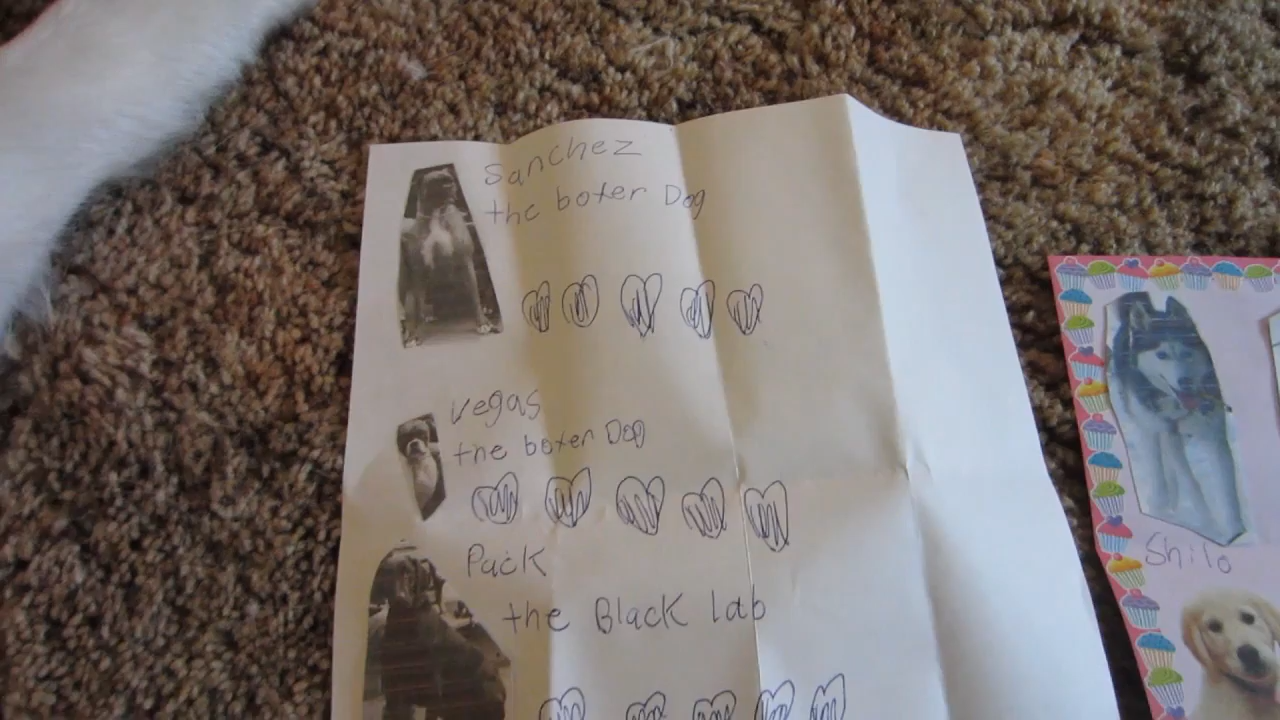 Sanchez
the boxer Dog
Vegas
the boxer Dog
Pack
the Black lab
Shilo